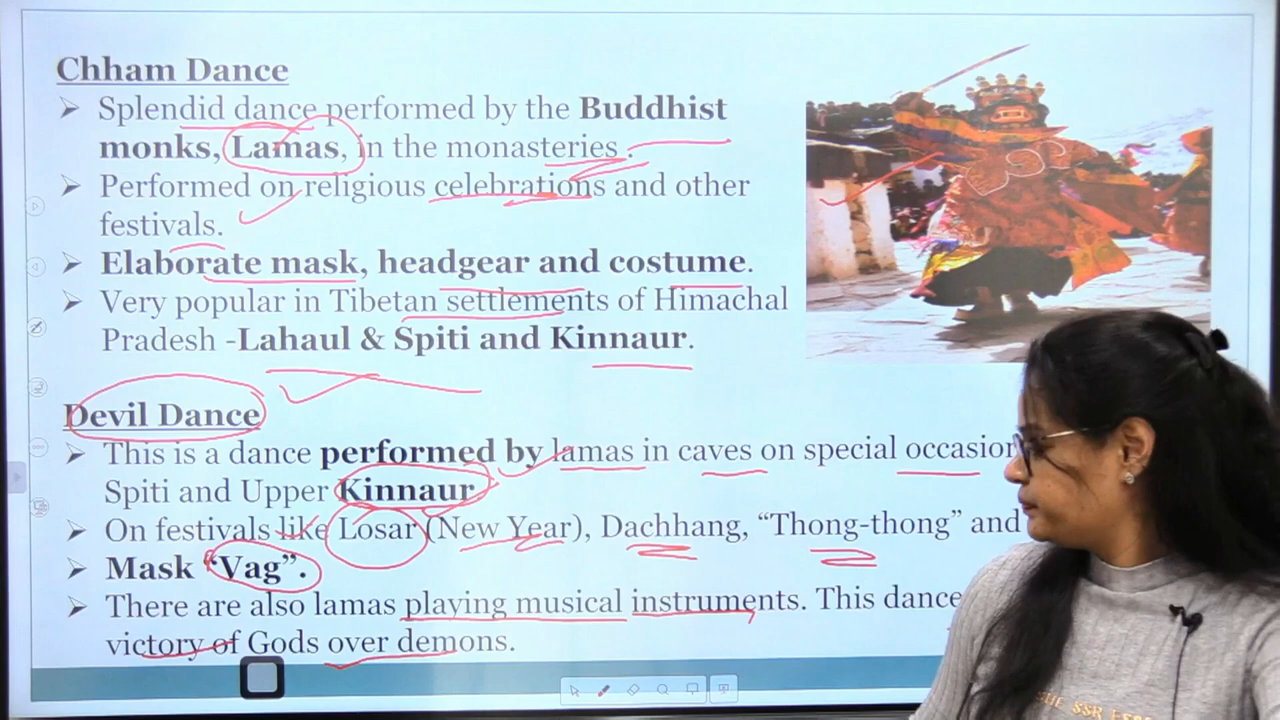 Chham Dance
➤ Splendid dance performed by the Buddhist
monks, Lamas, in the monasteries .
➤ Performed on religious celebrations and other
festivals.
➤ Elaborate mask, headgear and costume.
➤ Very popular in Tibetan settlements of Himachal
Pradesh -Lahaul & Spiti and Kinnaur.
Devil Dance
➤ This is a dance performed by lamas in caves on special
Spiti and Upper Kinnaur
➤ On festivals like Losar (New Year), Dachhang, “Thong-thong” and
➤ Mask “Vag”.
➤ There are also lamas playing musical instruments. This dance
victory of Gods over demons.